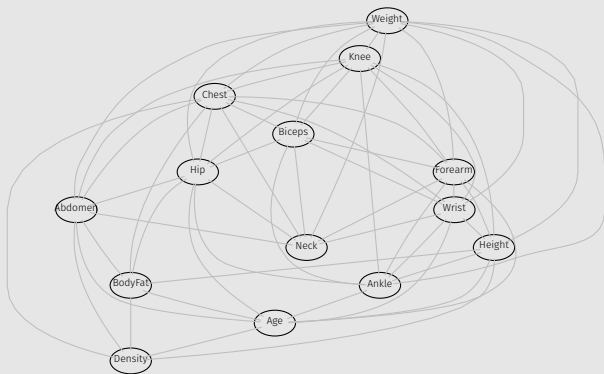 Weight
Knee
Chest
Biceps
Hip
Forearm
Abdomen
Wrist
Neck
Height
BodyFat
Ankle
Age
Density